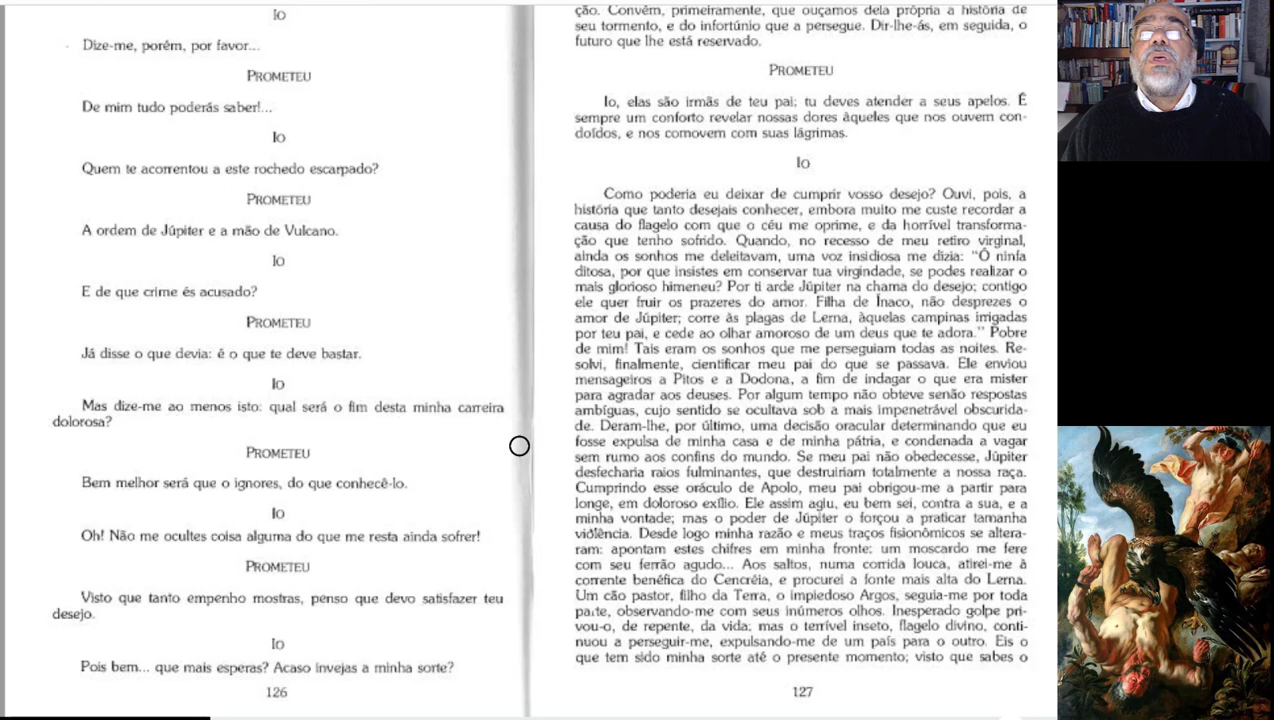 Io
Dize-me, porém, por favor...
PROMETEU
De mim tudo poderás saber!...
Io
Quem te acorrentou a este rochedo escarpado?
PROMETEU
A ordem de Júpiter e a mão de Vulcano.
Io
E de que crime és acusado?
PROMETEU
Já disse o que devia: é o que te deve bastar.
Io
Mas dize-me ao menos isto: qual será o fim desta minha carreira
dolorosa?
PROMETEU
Bem melhor será que o ignores, do que conhecê-lo.
Io
Oh! Não me ocultes coisa alguma do que me resta ainda sofrer!
PROMETEU
Visto que tanto empenho mostras, penso que devo satisfazer teu
desejo.
Io
Pois bem... que mais esperas? Acaso invejas a minha sorte?
126
ção. Convém, primeiramente, que ouçamos dela própria a história de
seu tormento, e do infortúnio que a persegue. Dir-lhe-ás, em seguida, o
futuro que lhe está reservado.
PROMETEU
Io, elas são irmãs de teu pai; tu deves atender a seus apelos. É
sempre um conforto revelar nossas dores àqueles que nos ouvem con-
doídos, e nos comovem com suas lágrimas.
Io
Como poderia eu deixar de cumprir vosso desejo? Ouvi, pois, a
história que tanto desejais conhecer, embora muito me custe recordar a
causa do flagelo com que o céu me oprime, e da horrível transforma-
ção que tenho sofrido. Quando, no recesso de meu retiro virginal,
ainda os sonhos me deleitavam, uma voz insidiosa me dizia: "Ó ninfa
ditosa, por que insistes em conservar tua virgindade, se podes realizar o
mais glorioso himeneu? Por ti arde Júpiter na chama do desejo; contigo
ele quer fruir os prazeres do amor. Filha de Ínaco, não desprezes o
amor de Júpiter; corre às plagas de Lerna, àquelas campinas irrigadas
por teu pai, e cede ao olhar amoroso de um deus que te adora." Pobre
de mim! Tais eram os sonhos que me perseguiam todas as noites. Re-
solvi, finalmente, cientificar meu pai do que se passava. Ele enviou
mensageiros a Pitos e a Dodona, a fim de indagar o que era mister
para agradar aos deuses. Por algum tempo não obteve senão respostas
ambíguas, cujo sentido se ocultava sob a mais impenetrável obscurida-
de. Deram-lhe, por último, uma decisão oracular determinando que eu
fosse expulsa de minha casa e de minha pátria, e condenada a vagar
sem rumo aos confins do mundo. Se meu pai não obedecesse, Júpiter
desfecharia raios fulminantes, que destruiriam totalmente a nossa raça.
Cumprindo esse oráculo de Apolo, meu pai obrigou-me a partir para
longe, em doloroso exílio. Ele assim agiu, eu bem sei, contra a sua, e a
minha vontade; mas o poder de Júpiter o forçou a praticar tamanha
violência. Desde logo minha razão e meus traços fisionômicos se altera-
ram: apontam estes chifres em minha fronte; um moscardo me fere
com seu ferrão agudo... Aos saltos, numa corrida louca, atirei-me à
corrente benéfica do Cencréia, e procurei a fonte mais alta do Lerna.
Um cão pastor, filho da Terra, o impiedoso Argos, seguia-me por toda
parte, observando-me com seus inúmeros olhos. Inesperado golpe pri-
vou-o, de repente, da vida; mas o terrível inseto, flagelo divino, conti-
nuou a perseguir-me, expulsando-me de um país para o outro. Eis o
que tem sido minha sorte até o presente momento; visto que sabes o
127